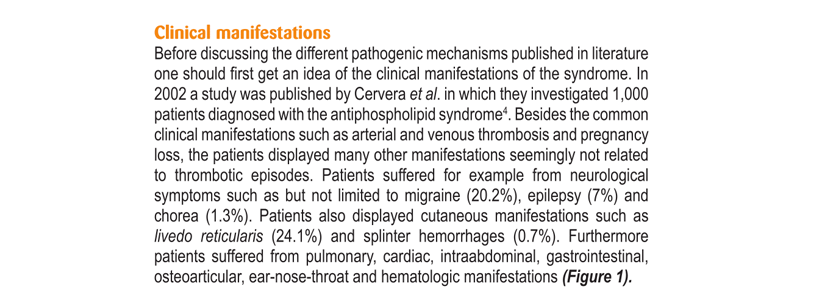 Clinical manifestations
Before discussing the different pathogenic mechanisms published in literature
one should first get an idea of the clinical manifestations of the syndrome. In
2002 a study was published by Cervera et al. in which they investigated 1,000
patients diagnosed with the antiphospholipid syndrome⁴. Besides the common
clinical manifestations such as arterial and venous thrombosis and pregnancy
loss, the patients displayed many other manifestations seemingly not related
to thrombotic episodes. Patients suffered for example from neurological
symptoms such as but not limited to migraine (20.2%), epilepsy (7%) and
chorea (1.3%). Patients also displayed cutaneous manifestations such as
livedo reticularis (24.1%) and splinter hemorrhages (0.7%). Furthermore
patients suffered from pulmonary, cardiac, intraabdominal, gastrointestinal,
osteoarticular, ear-nose-throat and hematologic manifestations (Figure 1).